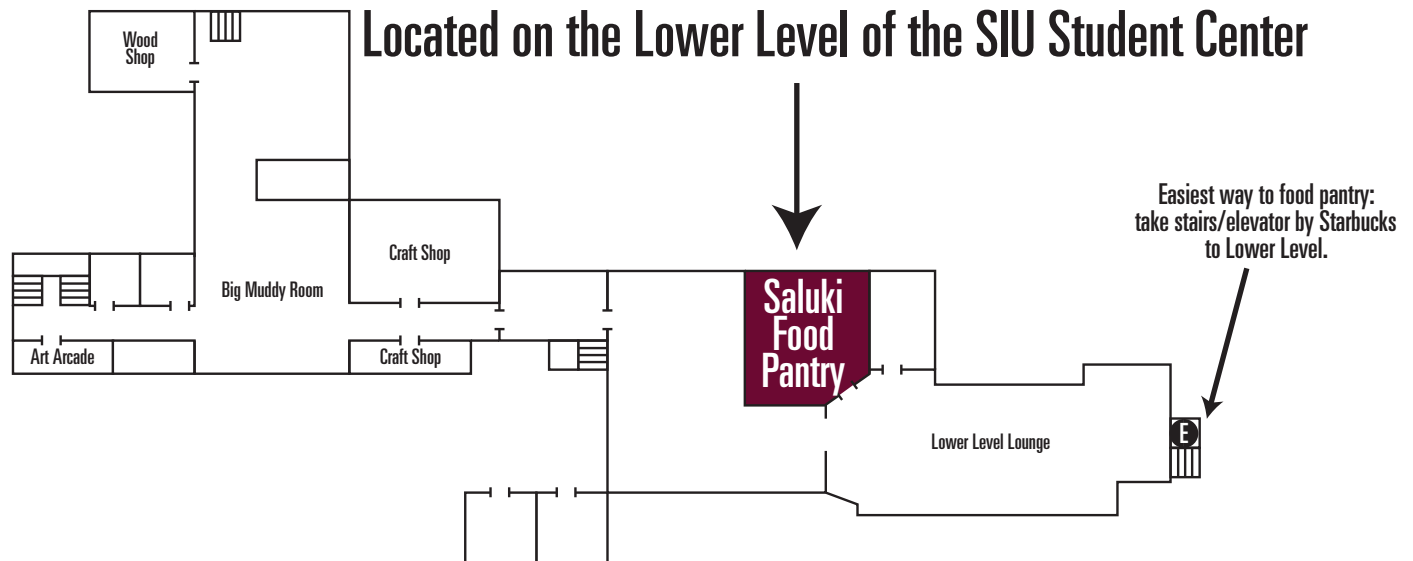 Located on the Lower Level of the SIU Student Center
Wood
Shop
Easiest way to food pantry:
take stairs/elevator by Starbucks
to Lower Level.
Craft Shop
Big Muddy Room
Saluki
Food
Pantry
Art Arcade
Craft Shop
Lower Level Lounge
E